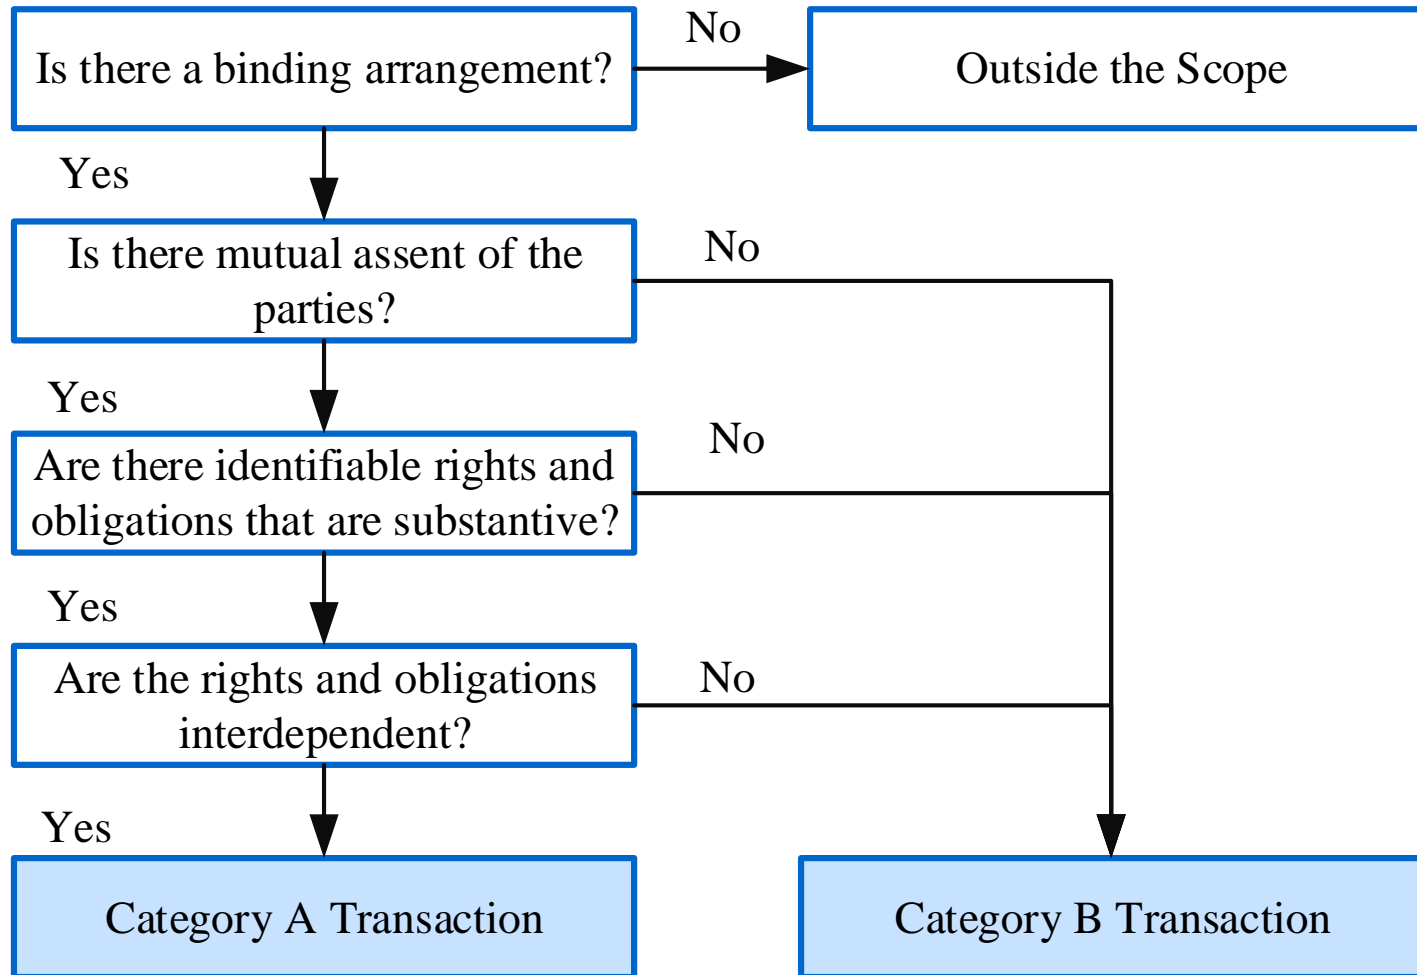 Is there a binding arrangement?
No
Outside the Scope
Yes
Is there mutual assent of the
parties?
No
Yes
Are there identifiable rights and
obligations that are substantive?
No
Yes
Are the rights and obligations
interdependent?
No
Yes
Category A Transaction
Category B Transaction